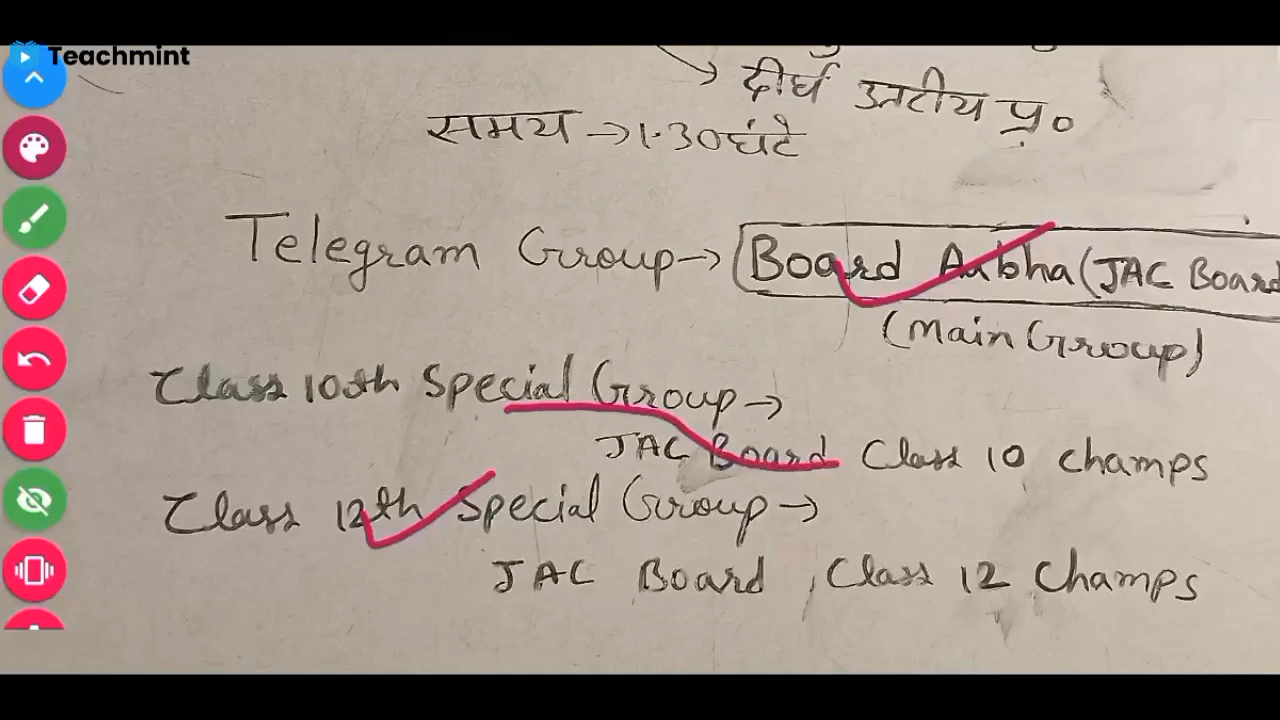 Teachmint
→ दीर्घ उत्तरीय प्र०
समय → 1.30 घंटे
Telegram Group → Board Aabha (JAC Board
(Main Group)
Class 10th Special Group →
JAC Board Class 10 champs
Class 12th Special Group →
JAC Board, Class 12 Champs